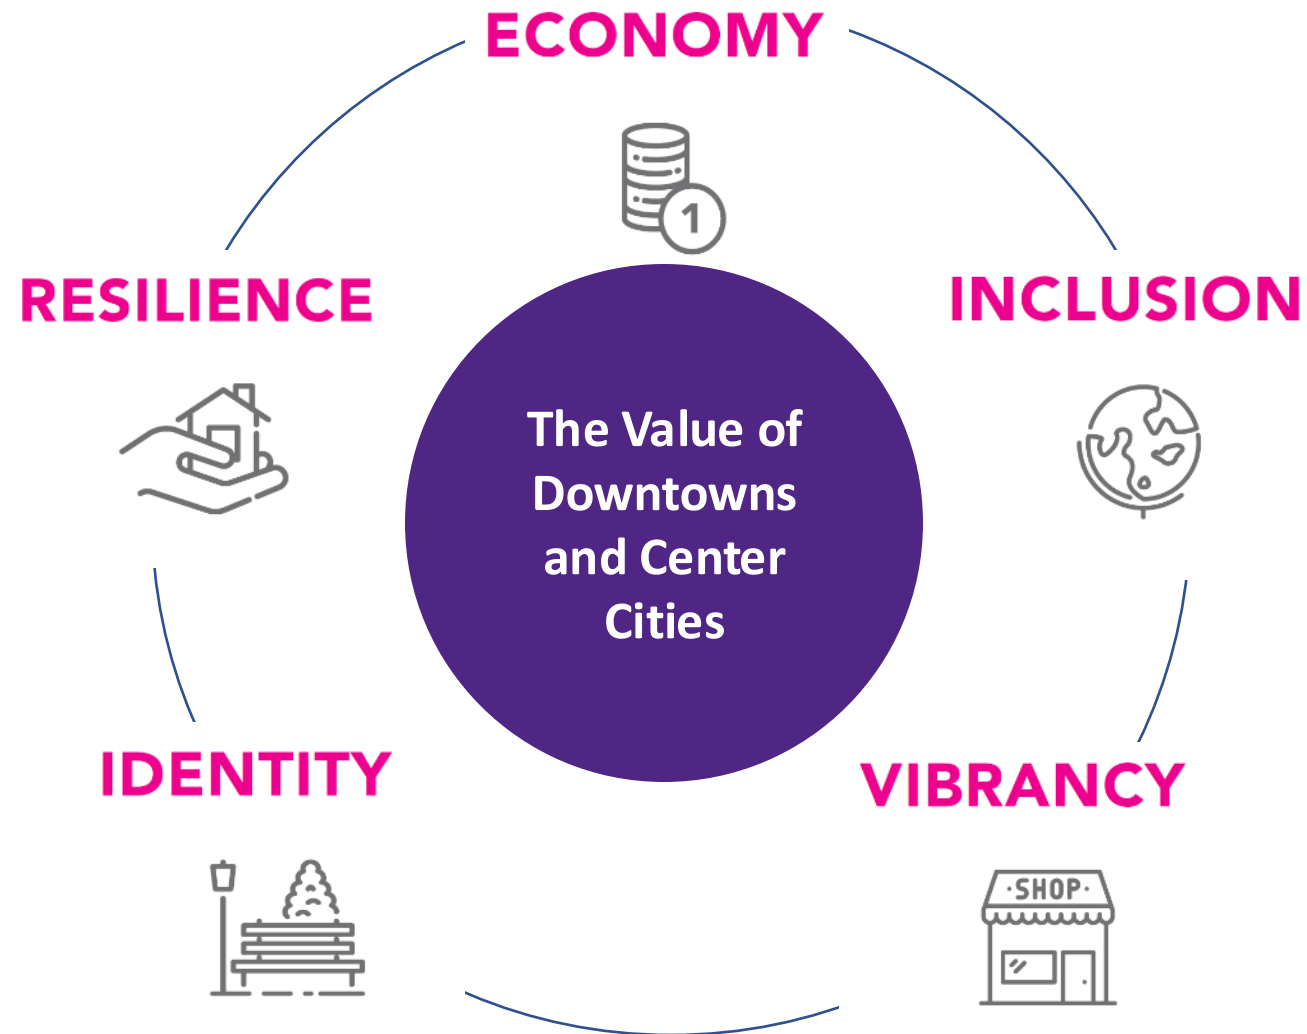 ECONOMY
1
RESILIENCE
INCLUSION
The Value of
Downtowns
and Center
Cities
IDENTITY
VIBRANCY
·SHOP·